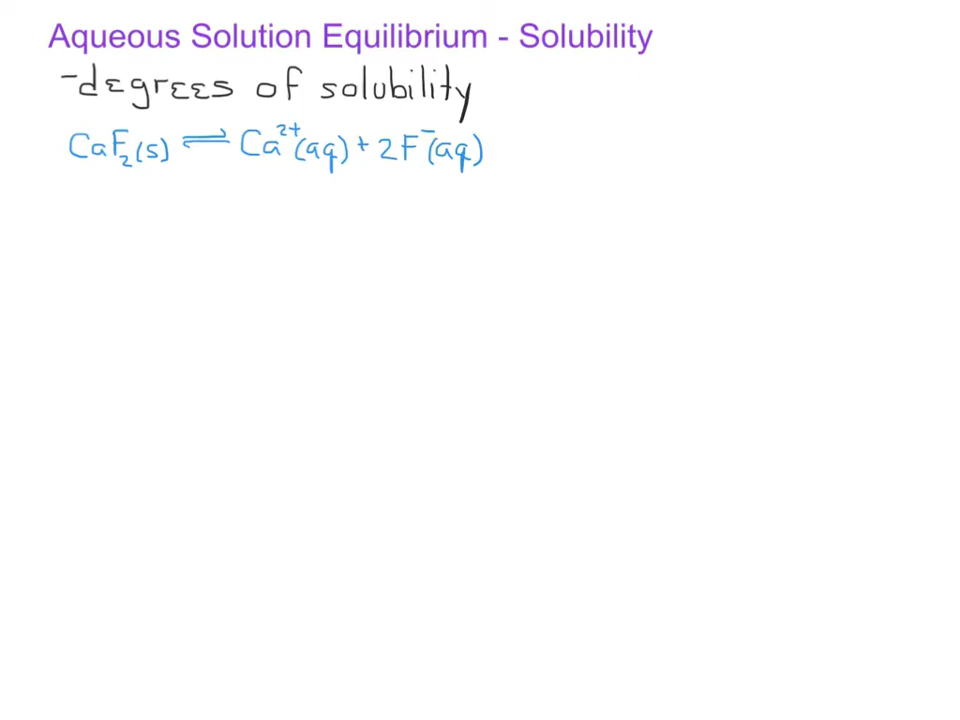 Aqueous Solution Equilibrium - Solubility
-degrees of solubility
CaF₂(s) ⇌ Ca²⁺(aq) + 2F⁻(aq)